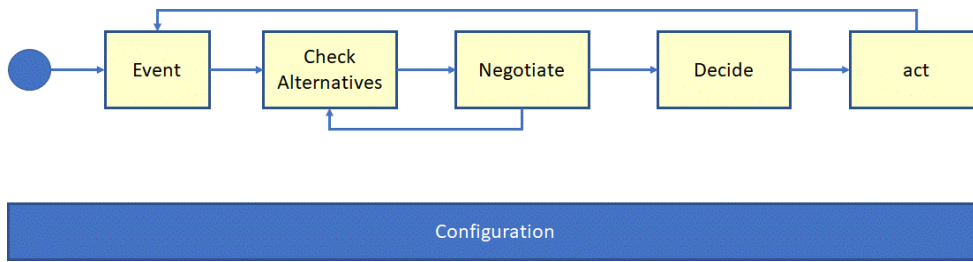 Event
Check
Alternatives
Negotiate
Decide
act
Configuration